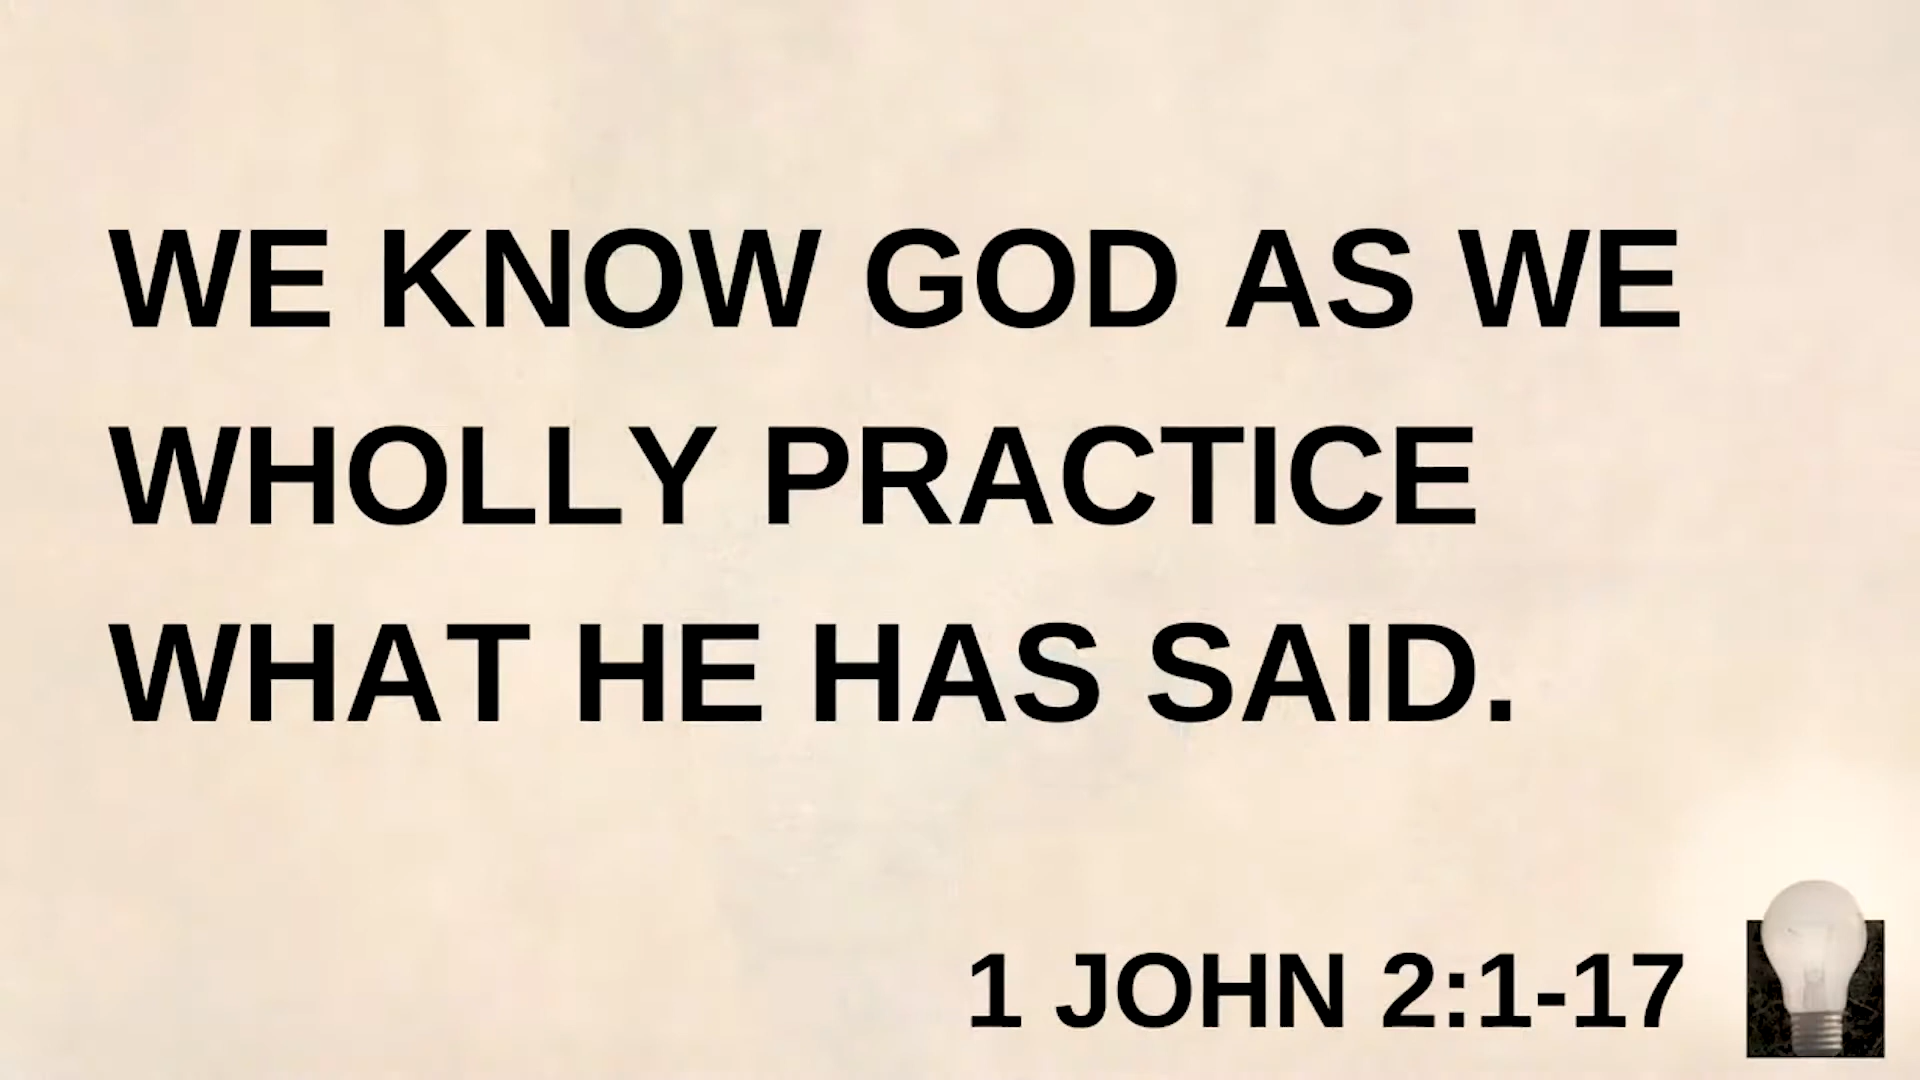 WE KNOW GOD AS WE
WHOLLY PRACTICE
WHAT HE HAS SAID.
1 JOHN 2:1-17